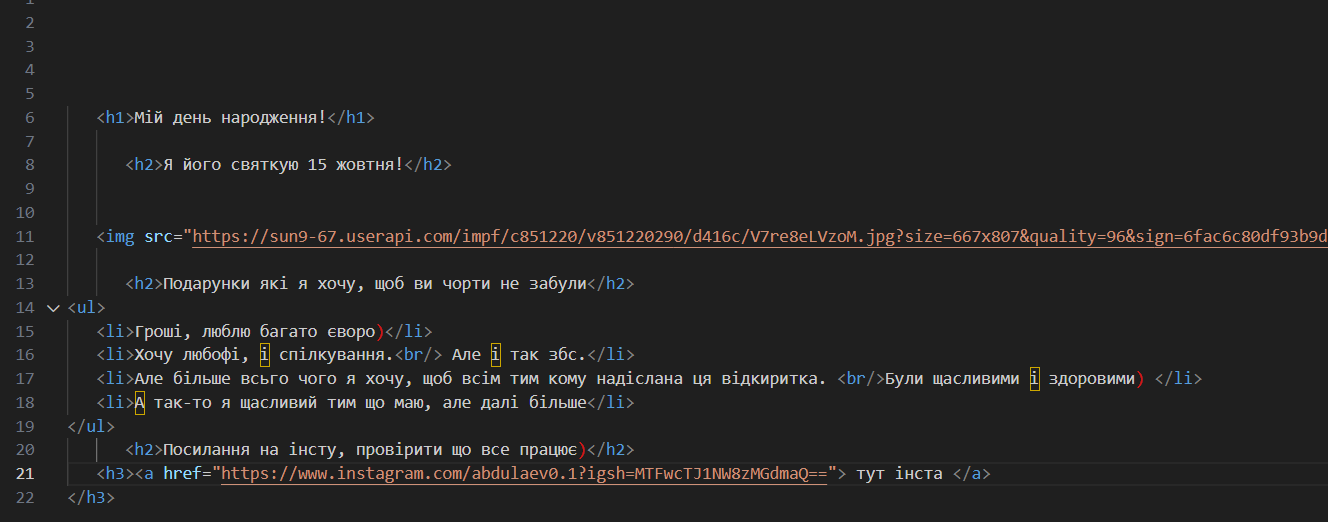 2
3
4
5
6 <h1>Мій день народження!</h1>
7
8 <h2>Я його святкую 15 жовтня!</h2>
9
10
11 <img src="https://sun9-67.userapi.com/impf/c851220/v851220290/d416c/V7re8eLVzoM.jpg?size=667x807&quality=96&sign=6fac6c80df93b9d
12
13 <h2>Подарунки які я хочу, щоб ви чорти не забули</h2>
14 <ul>
15 <li>Гроші, люблю багато єворо)</li>
16 <li>Хочу любофі, і спілкування.<br/> Але і так збс.</li>
17 <li>Але більше всьго чого я хочу, щоб всім тим кому надіслана ця відкиритка. <br/>Були щасливими і здоровими) </li>
18 <li>А так-то я щасливий тим що маю, але далі більше</li>
19 </ul>
20 <h2>Посилання на інсту, провірити що все працює)</h2>
21 <h3><a href="https://www.instagram.com/abdulaev0.1?igsh=MTFwcTJ1NW8zMGdmaQ=="> тут інста </a>
22 </h3>